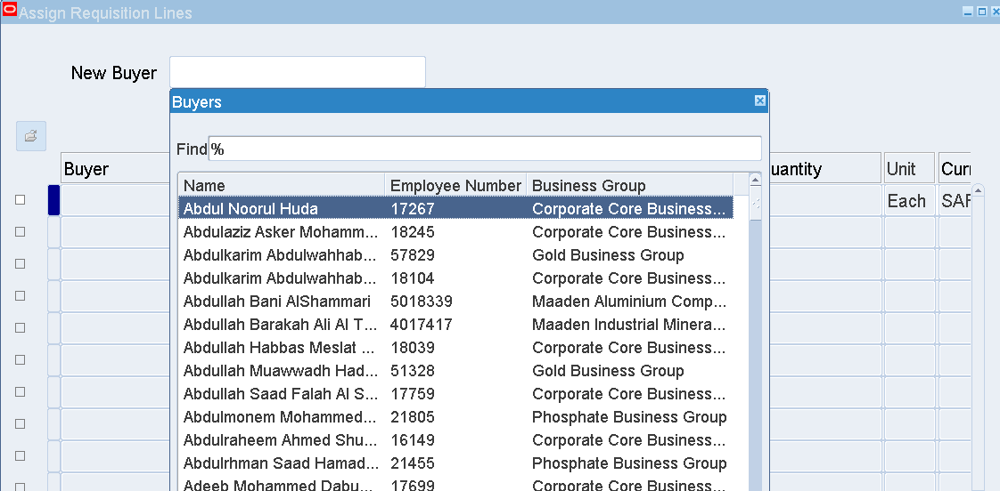 Assign Requisition Lines
New Buyer
Buyers
Find %
Buyer uantity Unit Curr
Name Employee Number Business Group
Each SAR
Abdul Noorul Huda 17267 Corporate Core Business...
Abdulaziz Asker Mohamm... 18245 Corporate Core Business...
Abdulkarim Abdulwahhab... 57829 Gold Business Group
Abdulkarim Abdulwahhab... 18104 Corporate Core Business...
Abdullah Bani AlShammari 5018339 Maaden Aluminium Comp...
Abdullah Barakah Ali Al T... 4017417 Maaden Industrial Minera...
Abdullah Habbas Meslat ... 18039 Corporate Core Business...
Abdullah Muawwadh Had... 51328 Gold Business Group
Abdullah Saad Falah Al S... 17759 Corporate Core Business...
Abdulmonem Mohammed... 21805 Phosphate Business Group
Abdulraheem Ahmed Shu... 16149 Corporate Core Business...
Abdulrhman Saad Hamad... 21455 Phosphate Business Group
Adeeb Mohammed Dabu... 17699 Corporate Core Business...